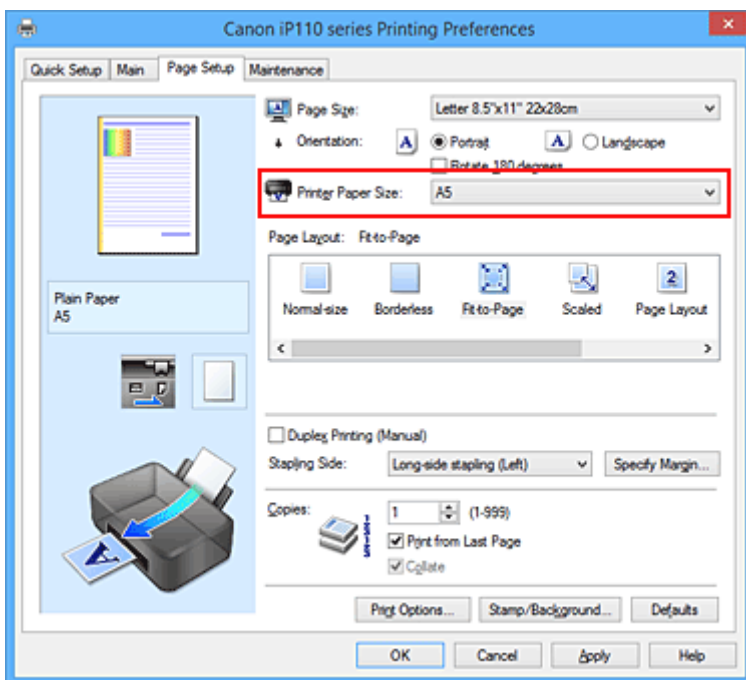 Canon iP110 series Printing Preferences
Quick Setup Main Page Setup Maintenance
Page Size: Letter 8.5"x11" 22x28cm
Orientation: A Portrait A Landscape
Rotate 180 degrees
Printer Paper Size: A5
Page Layout: Fit-to-Page
Normal-size Borderless Fit-to-Page Scaled 2 Page Layout
Plain Paper
A5
Duplex Printing (Manual)
Stapling Side: Long-side stapling (Left) Specify Margin...
Copies: 1 (1-999)
Print from Last Page
Collate
Print Options... Stamp/Background... Defaults
OK Cancel Apply Help